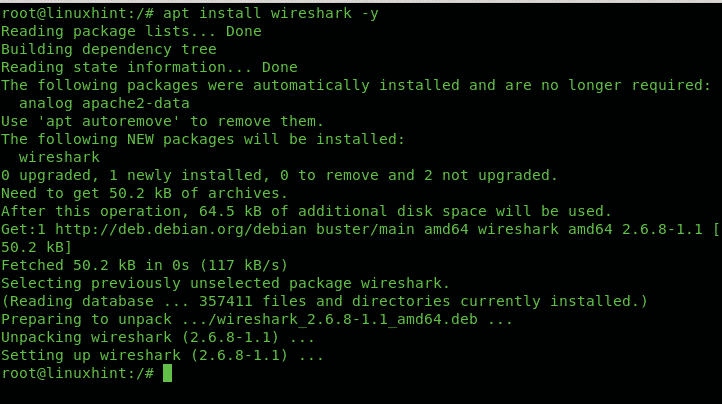 root@linuxhint:/# apt install wireshark -y
Reading package lists... Done
Building dependency tree
Reading state information... Done
The following packages were automatically installed and are no longer required:
  analog apache2-data
Use 'apt autoremove' to remove them.
The following NEW packages will be installed:
  wireshark
0 upgraded, 1 newly installed, 0 to remove and 2 not upgraded.
Need to get 50.2 kB of archives.
After this operation, 64.5 kB of additional disk space will be used.
Get:1 http://deb.debian.org/debian buster/main amd64 wireshark amd64 2.6.8-1.1 [
50.2 kB]
Fetched 50.2 kB in 0s (117 kB/s)
Selecting previously unselected package wireshark.
(Reading database ... 357411 files and directories currently installed.)
Preparing to unpack .../wireshark_2.6.8-1.1_amd64.deb ...
Unpacking wireshark (2.6.8-1.1) ...
Setting up wireshark (2.6.8-1.1) ...
root@linuxhint:/#